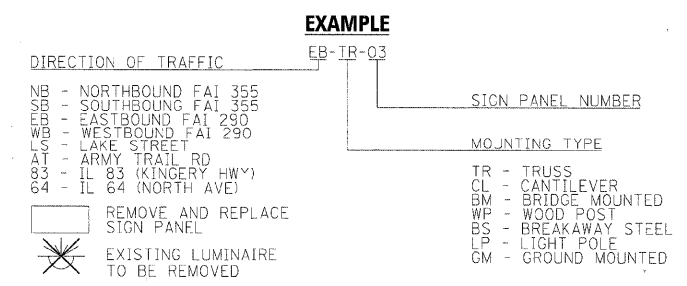 EXAMPLE
EB-TR-03
DIRECTION OF TRAFFIC
NB - NORTHBOUND FAI 355
SB - SOUTHBOUNG FAI 355
EB - EASTBOUND FAI 290
WB - WESTBOUND FAI 290
LS - LAKE STREET
AT - ARMY TRAIL RD
83 - IL 83 (KINGERY HWY)
64 - IL 64 (NORTH AVE)
REMOVE AND REPLACE
SIGN PANEL
EXISTING LUMINAIRE
TO BE REMOVED
SIGN PANEL NUMBER
MOUNTING TYPE
TR - TRUSS
CL - CANTILEVER
BM - BRIDGE MOUNTED
WP - WOOD POST
BS - BREAKAWAY STEEL
LP - LIGHT POLE
GM - GROUND MOUNTED